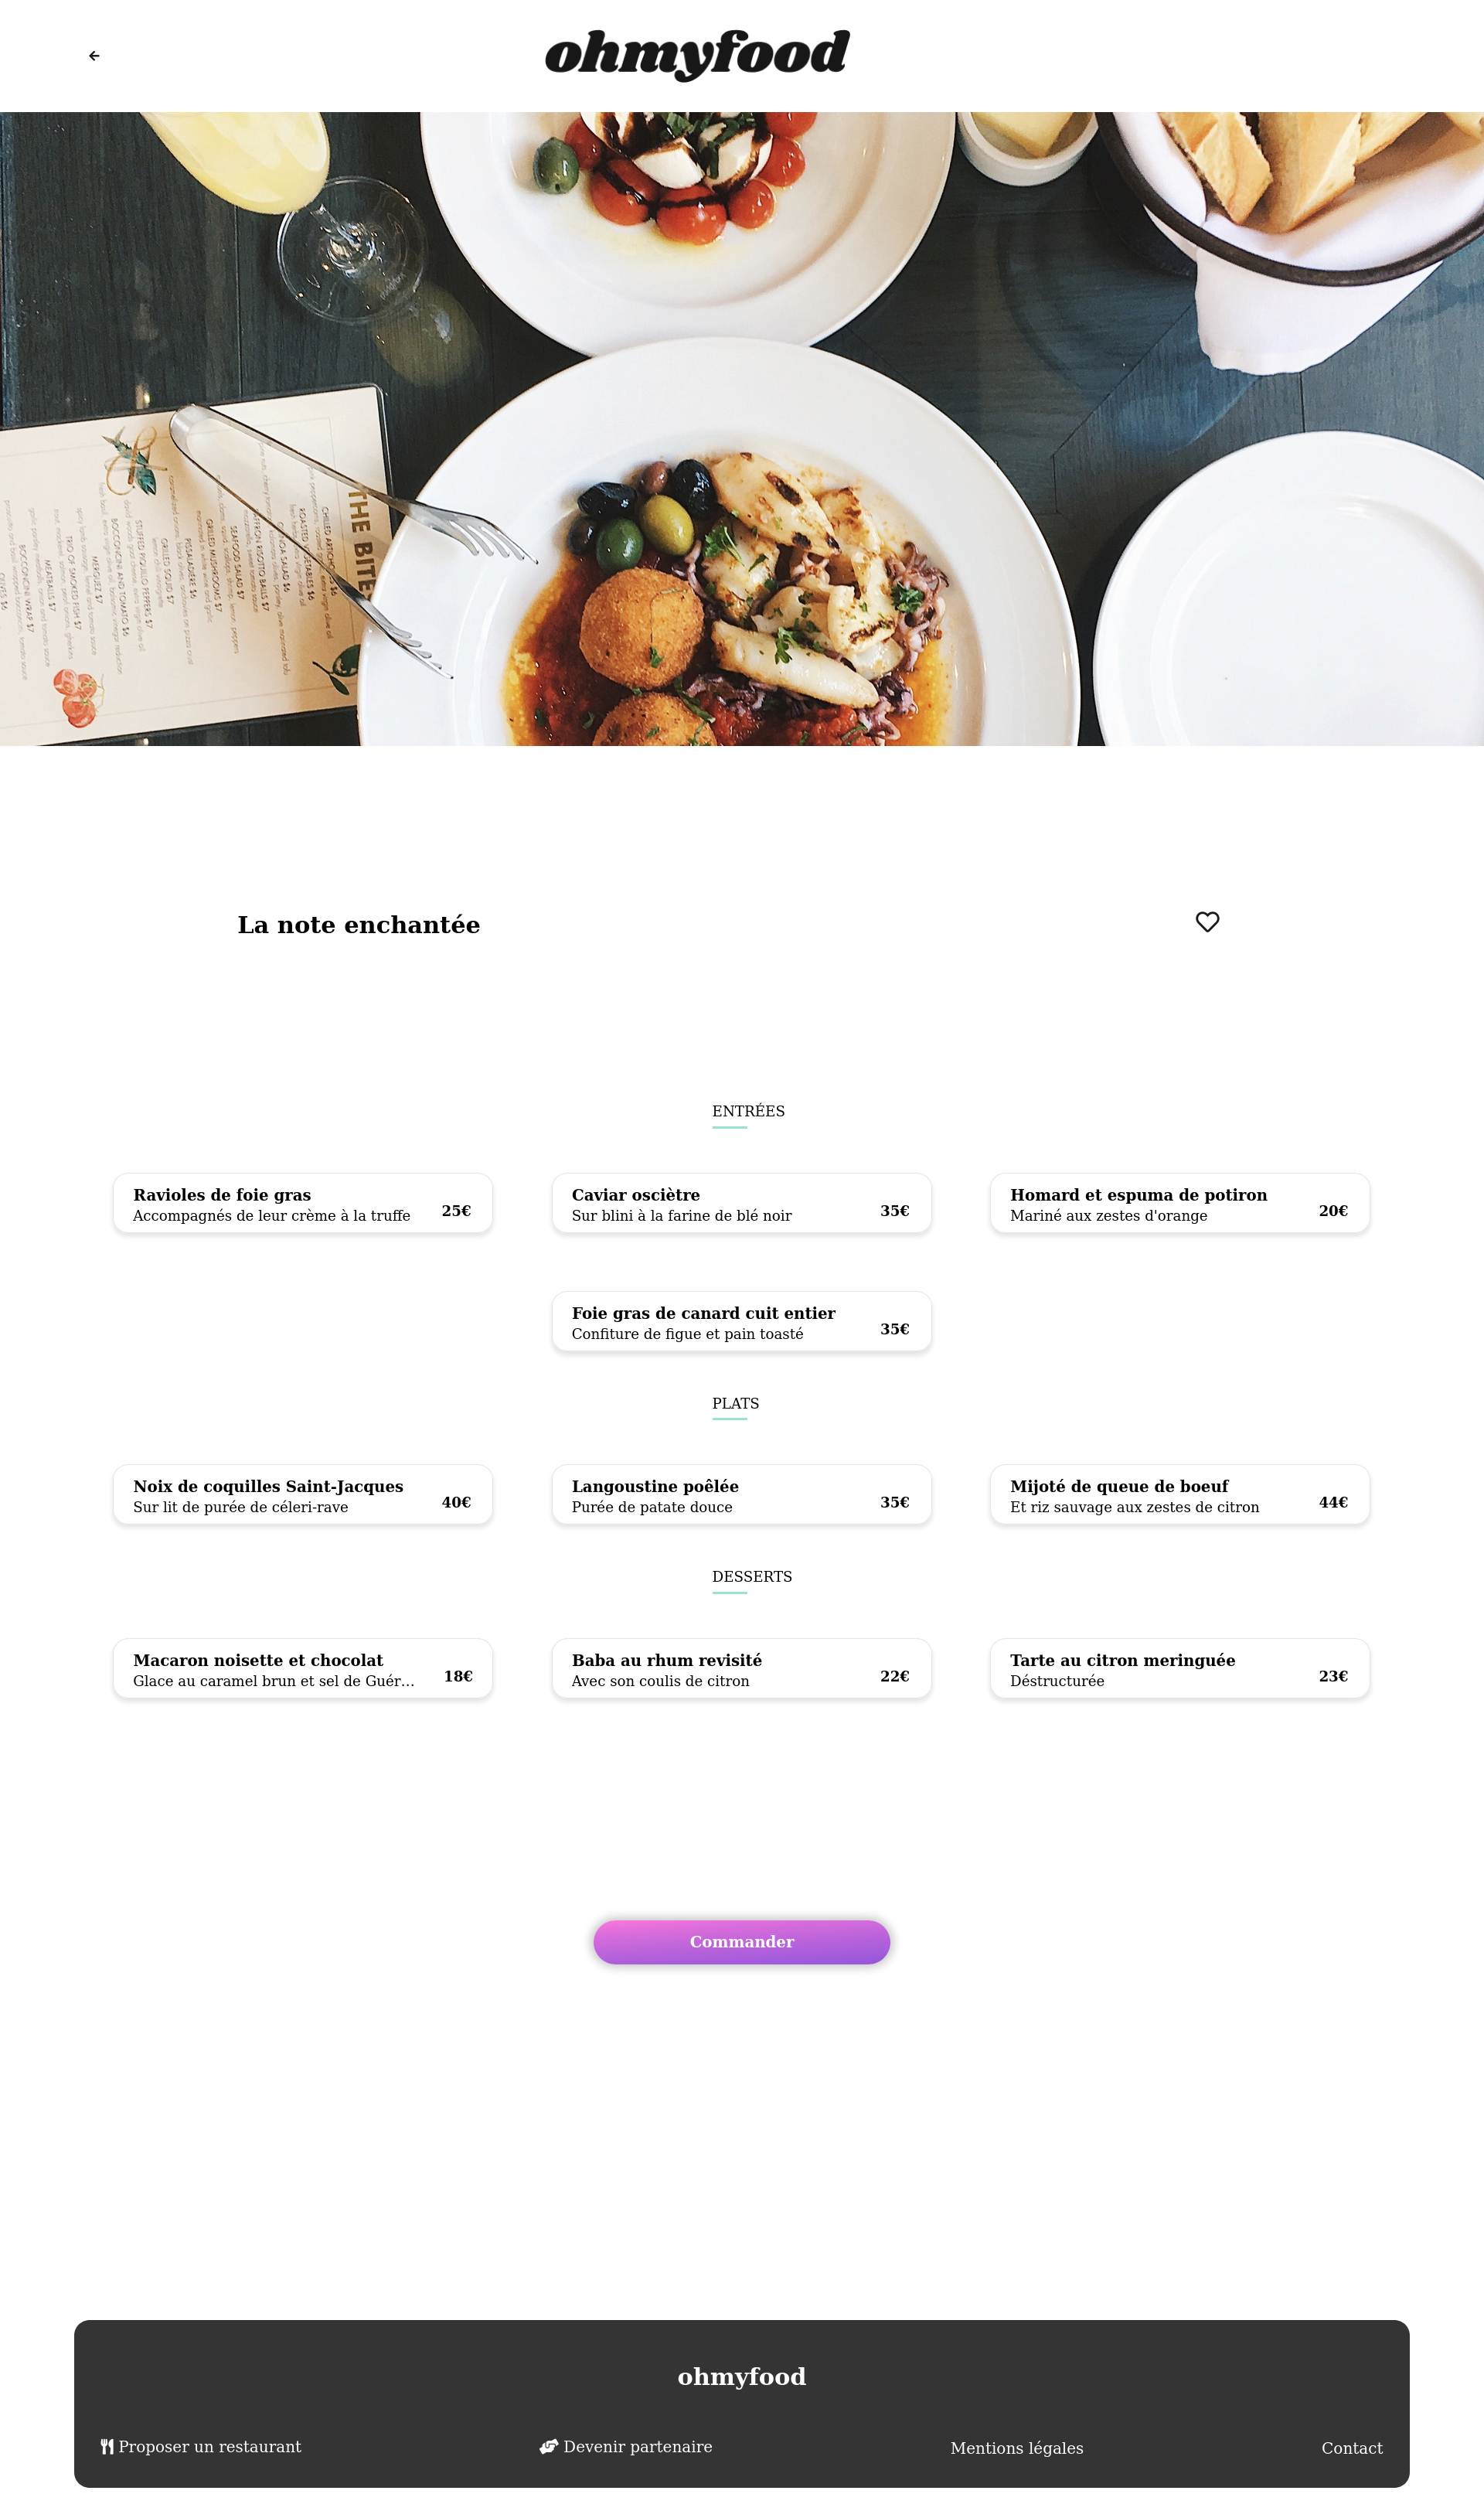 ohmyfood
THE BITE
La note enchantée
ENTRÉES
Ravioles de foie gras
Accompagnés de leur crème à la truffe 25€
Caviar oscièstre
Sur blini à la farine de blé noir 35€
Homard et espuma de potiron
Mariné aux zestes d'orange 20€
Foie gras de canard cuit entier
Confiture de figue et pain toasté 35€
PLATS
Noix de coquilles Saint-Jacques
Sur lit de purée de céleri-rave 40€
Langoustine poêlée
Purée de patate douce 35€
Mijoté de queue de boeuf
Et riz sauvage aux zestes de citron 44€
DESSERTS
Macaron noisette et chocolat
Glace au caramel brun et sel de Guér... 18€
Baba au rhum revisité
Avec son coulis de citron 22€
Tarte au citron meringuée
Déstructurée 23€
Commander
ohmyfood
Proposer un restaurant
Devenir partenaire
Mentions légales
Contact